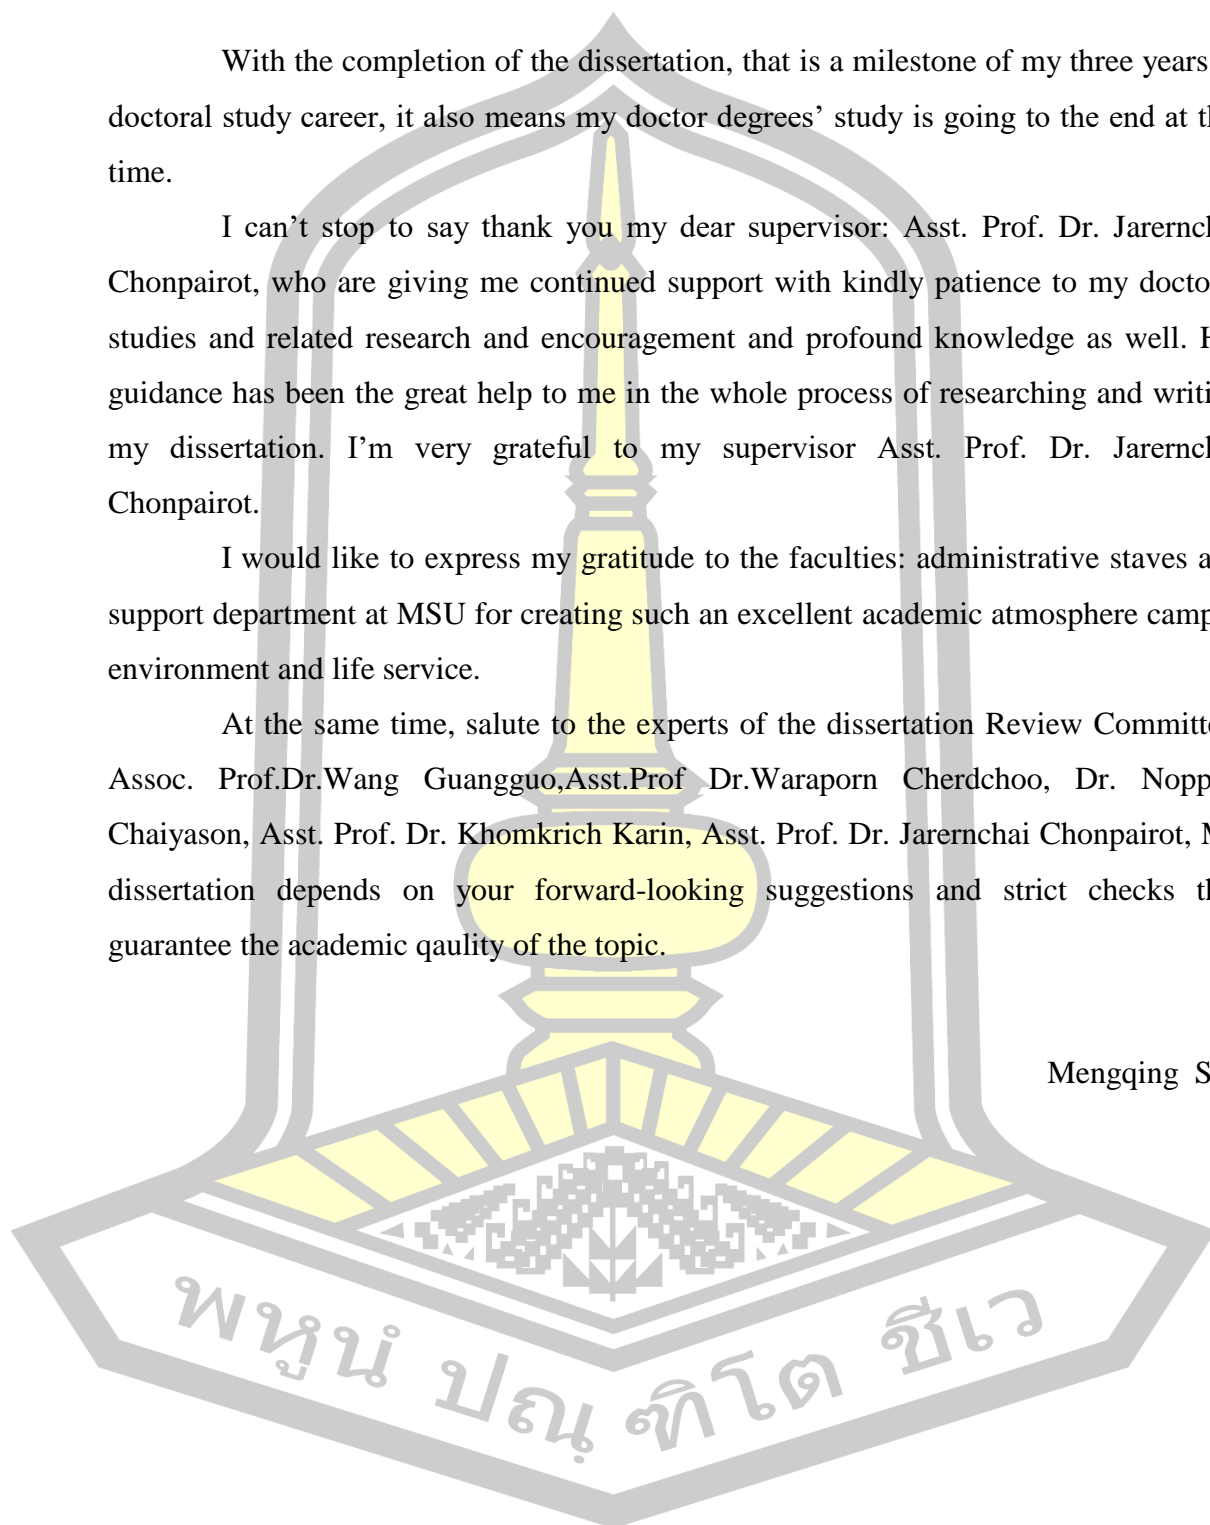 With the completion of the dissertation, that is a milestone of my three years
doctoral study career, it also means my doctor degrees’ study is going to the end at
time.
I can’t stop to say thank you my dear supervisor: Asst. Prof. Dr.
Chonpairot, who are giving me continued support with kindly patience to my
studies and related research and encouragement and profound knowledge as well.
guidance has been the great help to me in the whole process of researching and
my dissertation. I’m very grateful to my supervisor Asst. Prof. Dr.
Chonpairot.
I would like to express my gratitude to the faculties: administrative staves
support department at MSU for creating such an excellent academic atmosphere
environment and life service.
At the same time, salute to the experts of the dissertation Review
Assoc. Prof.Dr.Wang Guangguo,Asst.Prof Dr.Waraporn Cherdchoo, Dr.
Chaiyason, Asst. Prof. Dr. Khomkrich Karin, Asst. Prof. Dr. Jarernchai Chonpairot,
dissertation depends on your forward-looking suggestions and strict checks
guarantee the academic qaulity of the topic.
Mengqing
พหูนํ ปณฺฑิโต ชีเว